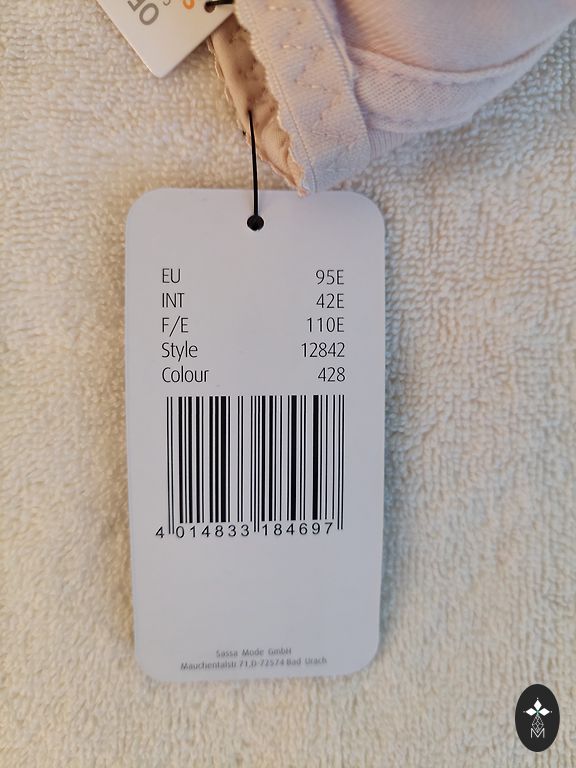 EU 95E
INT 42E
F/E 110E
Style 12842
Colour 428
4 014833 184697
Sassa Mode GmbH
Mauchentalstr 71,D-72574 Bad Urach
M